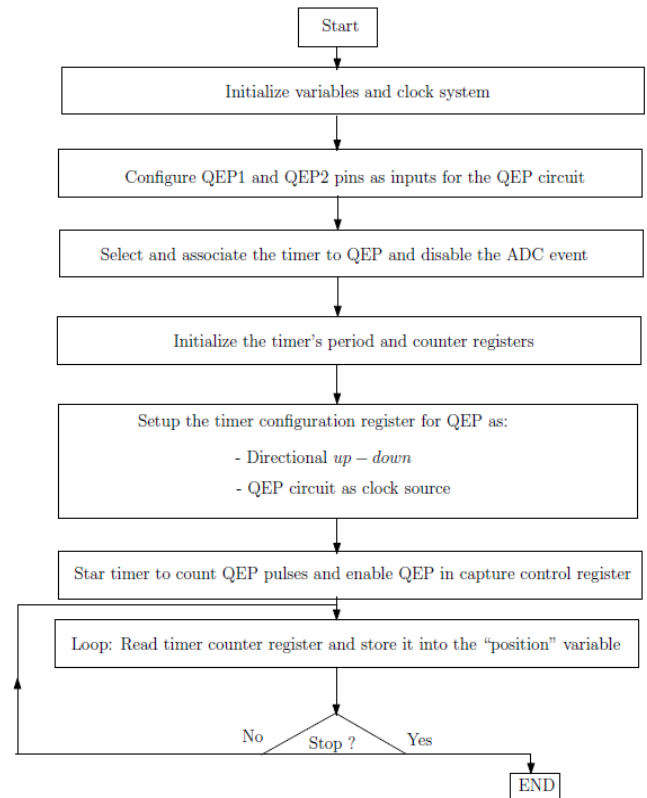 Start
Initialize variables and clock system
Configure QEP1 and QEP2 pins as inputs for the QEP circuit
Select and associate the timer to QEP and disable the ADC event
Initialize the timer's period and counter registers
Setup the timer configuration register for QEP as:
- Directional up − down
- QEP circuit as clock source
Star timer to count QEP pulses and enable QEP in capture control register
Loop: Read timer counter register and store it into the “position” variable
No
Stop ?
Yes
END